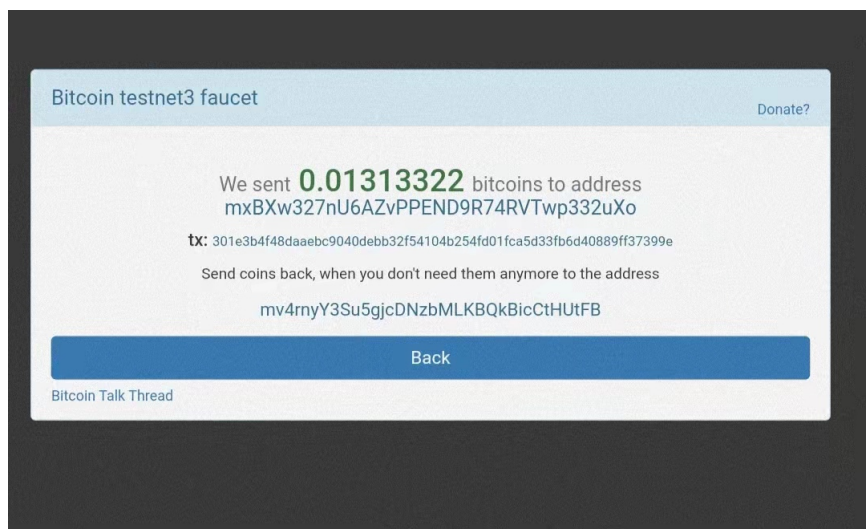 Bitcoin testnet3 faucet
Donate?
We sent 0.01313322 bitcoins to address
mxBXw327nU6AZvPPEND9R74RVTwp332uXo
tx: 301e3b4f48daaebc9040debb32f54104b254fd01fca5d33fb6d40889ff37399e
Send coins back, when you don't need them anymore to the address
mv4rnyY3Su5gjcDNzbMLKBQkBicCtHUtFB
Back
Bitcoin Talk Thread